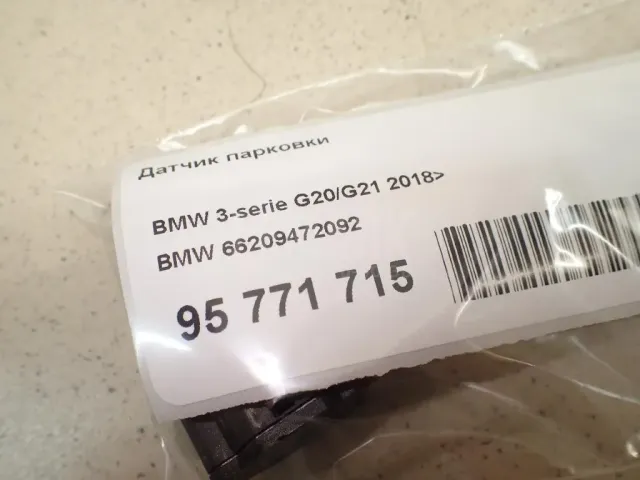 Датчик парковки
BMW 3-serie G20/G21 2018>
BMW 66209472092
95 771 715